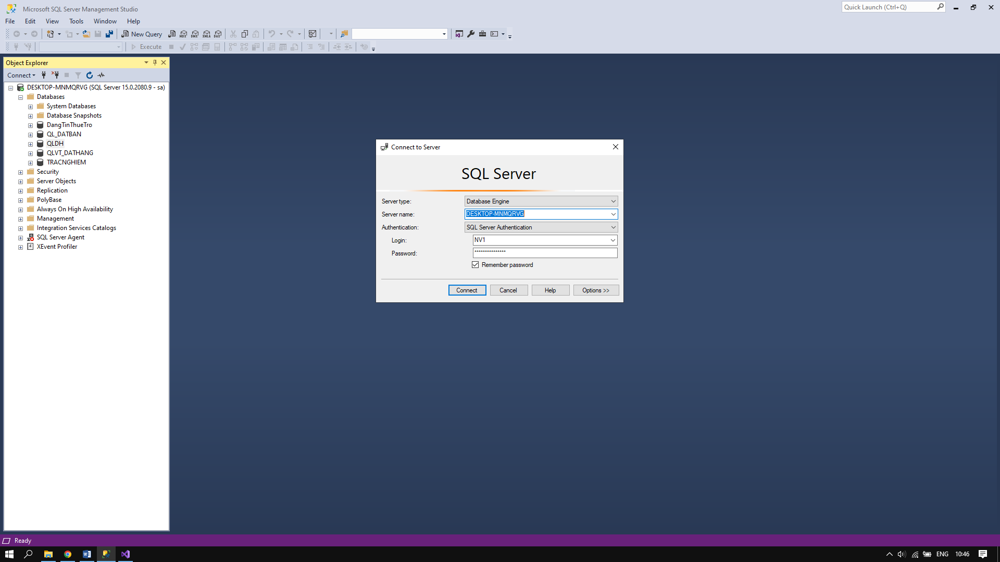 Microsoft SQL Server Management Studio
Quick Launch (Ctrl+Q)
File Edit View Tools Window Help
New Query
MDX DMX XMLA DAX
Execute
Object Explorer
Connect
DESKTOP-MNMQRVG (SQL Server 15.0.2080.9 - sa)
Databases
System Databases
Database Snapshots
DangTinThueTro
QL_DATBAN
QLDH
QLVT_DATHANG
TRACNGHIEM
Security
Server Objects
Replication
PolyBase
Always On High Availability
Management
Integration Services Catalogs
SQL Server Agent
XEvent Profiler
Connect to Server
SQL Server
Server type: Database Engine
Server name: DESKTOP-MNMQRVG
Authentication: SQL Server Authentication
Login: NV1
Password: ***************
Remember password
Connect Cancel Help Options >>
Ready
ENG 10:46